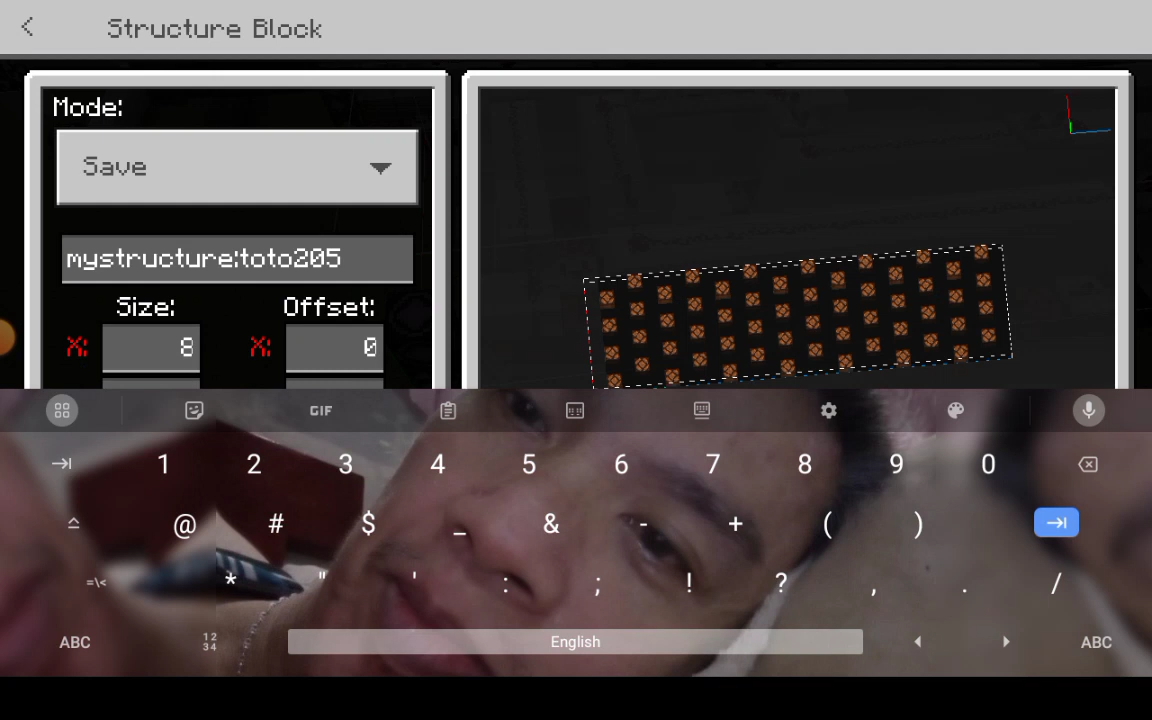 Structure Block
Mode:
Save
mystructure:toto205
Size: Offset:
X: 8 X: 0
GIF
1 2 3 4 5 6 7 8 9 0
@ # $ _ & - + ( )
=\< * " ' : ; ! ? , . /
ABC 12 34 English ABC